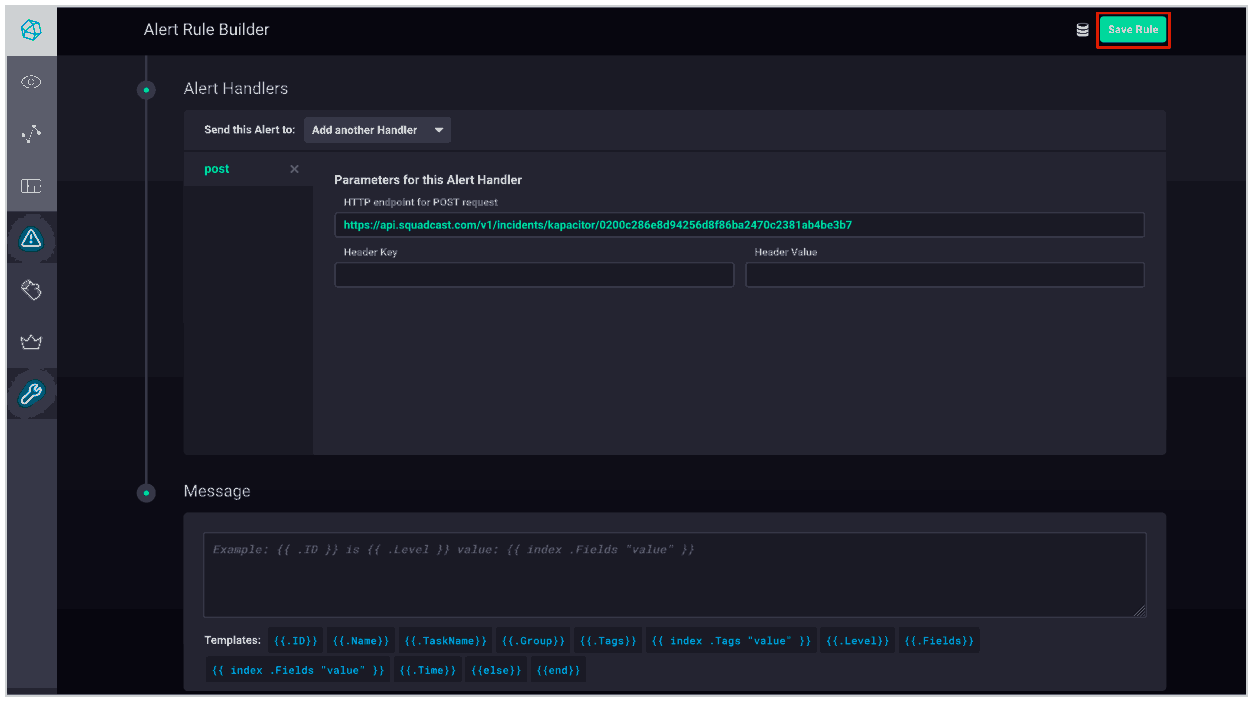 Alert Rule Builder
Save Rule
Alert Handlers
Send this Alert to: Add another Handler
post
Parameters for this Alert Handler
HTTP endpoint for POST request
https://api.squadcast.com/v1/incidents/kapacitor/0200c286e8d94256d8f86ba2470c2381ab4be3b7
Header Key Header Value
Message
Example: {{ .ID }} is {{ .Level }} value: {{ index .Fields "value" }}
Templates: {{.ID}} {{.Name}} {{.TaskName}} {{.Group}} {{.Tags}} {{ index .Tags "value" }} {{.Level}} {{.Fields}}
{{ index .Fields "value" }} {{.Time}} {{else}} {{end}}